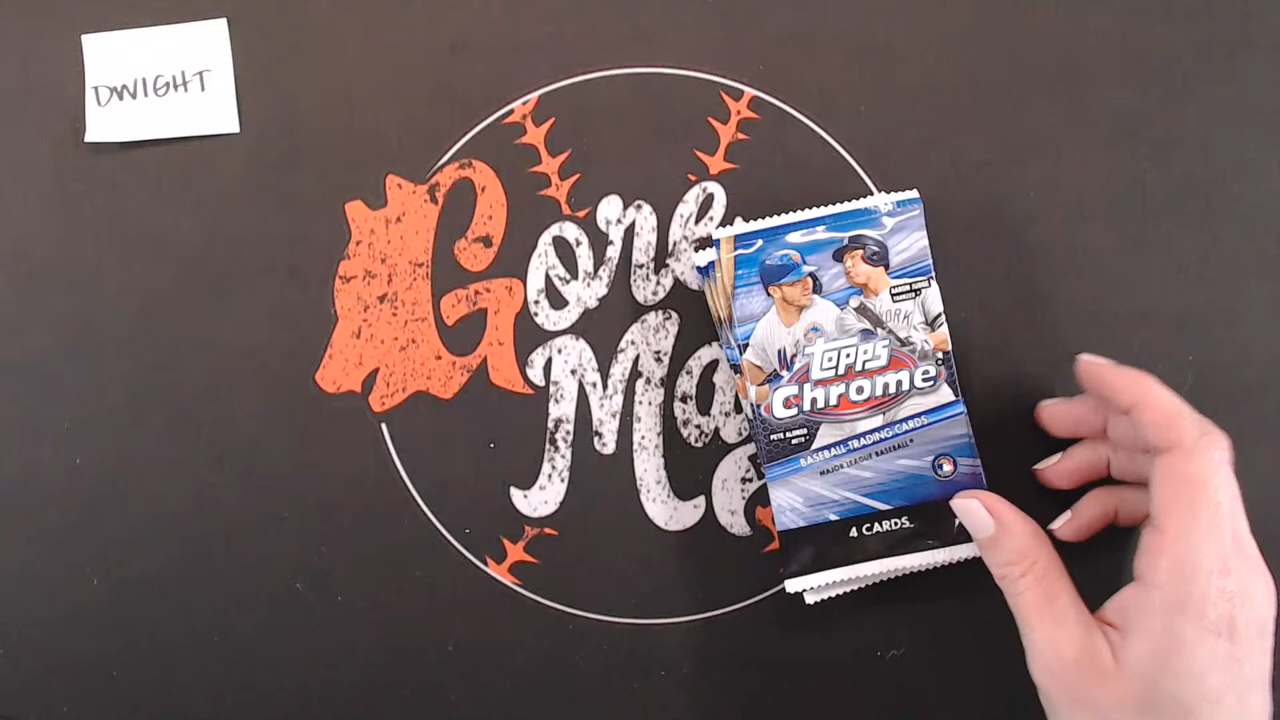 DWIGHT
Gore
Ma
AARON JUDGE
YANKEES
YORK
TOPPS
Chrome
PETE ALONSO
METS
BASEBALL TRADING CARDS
MAJOR LEAGUE BASEBALL®
4 CARDS